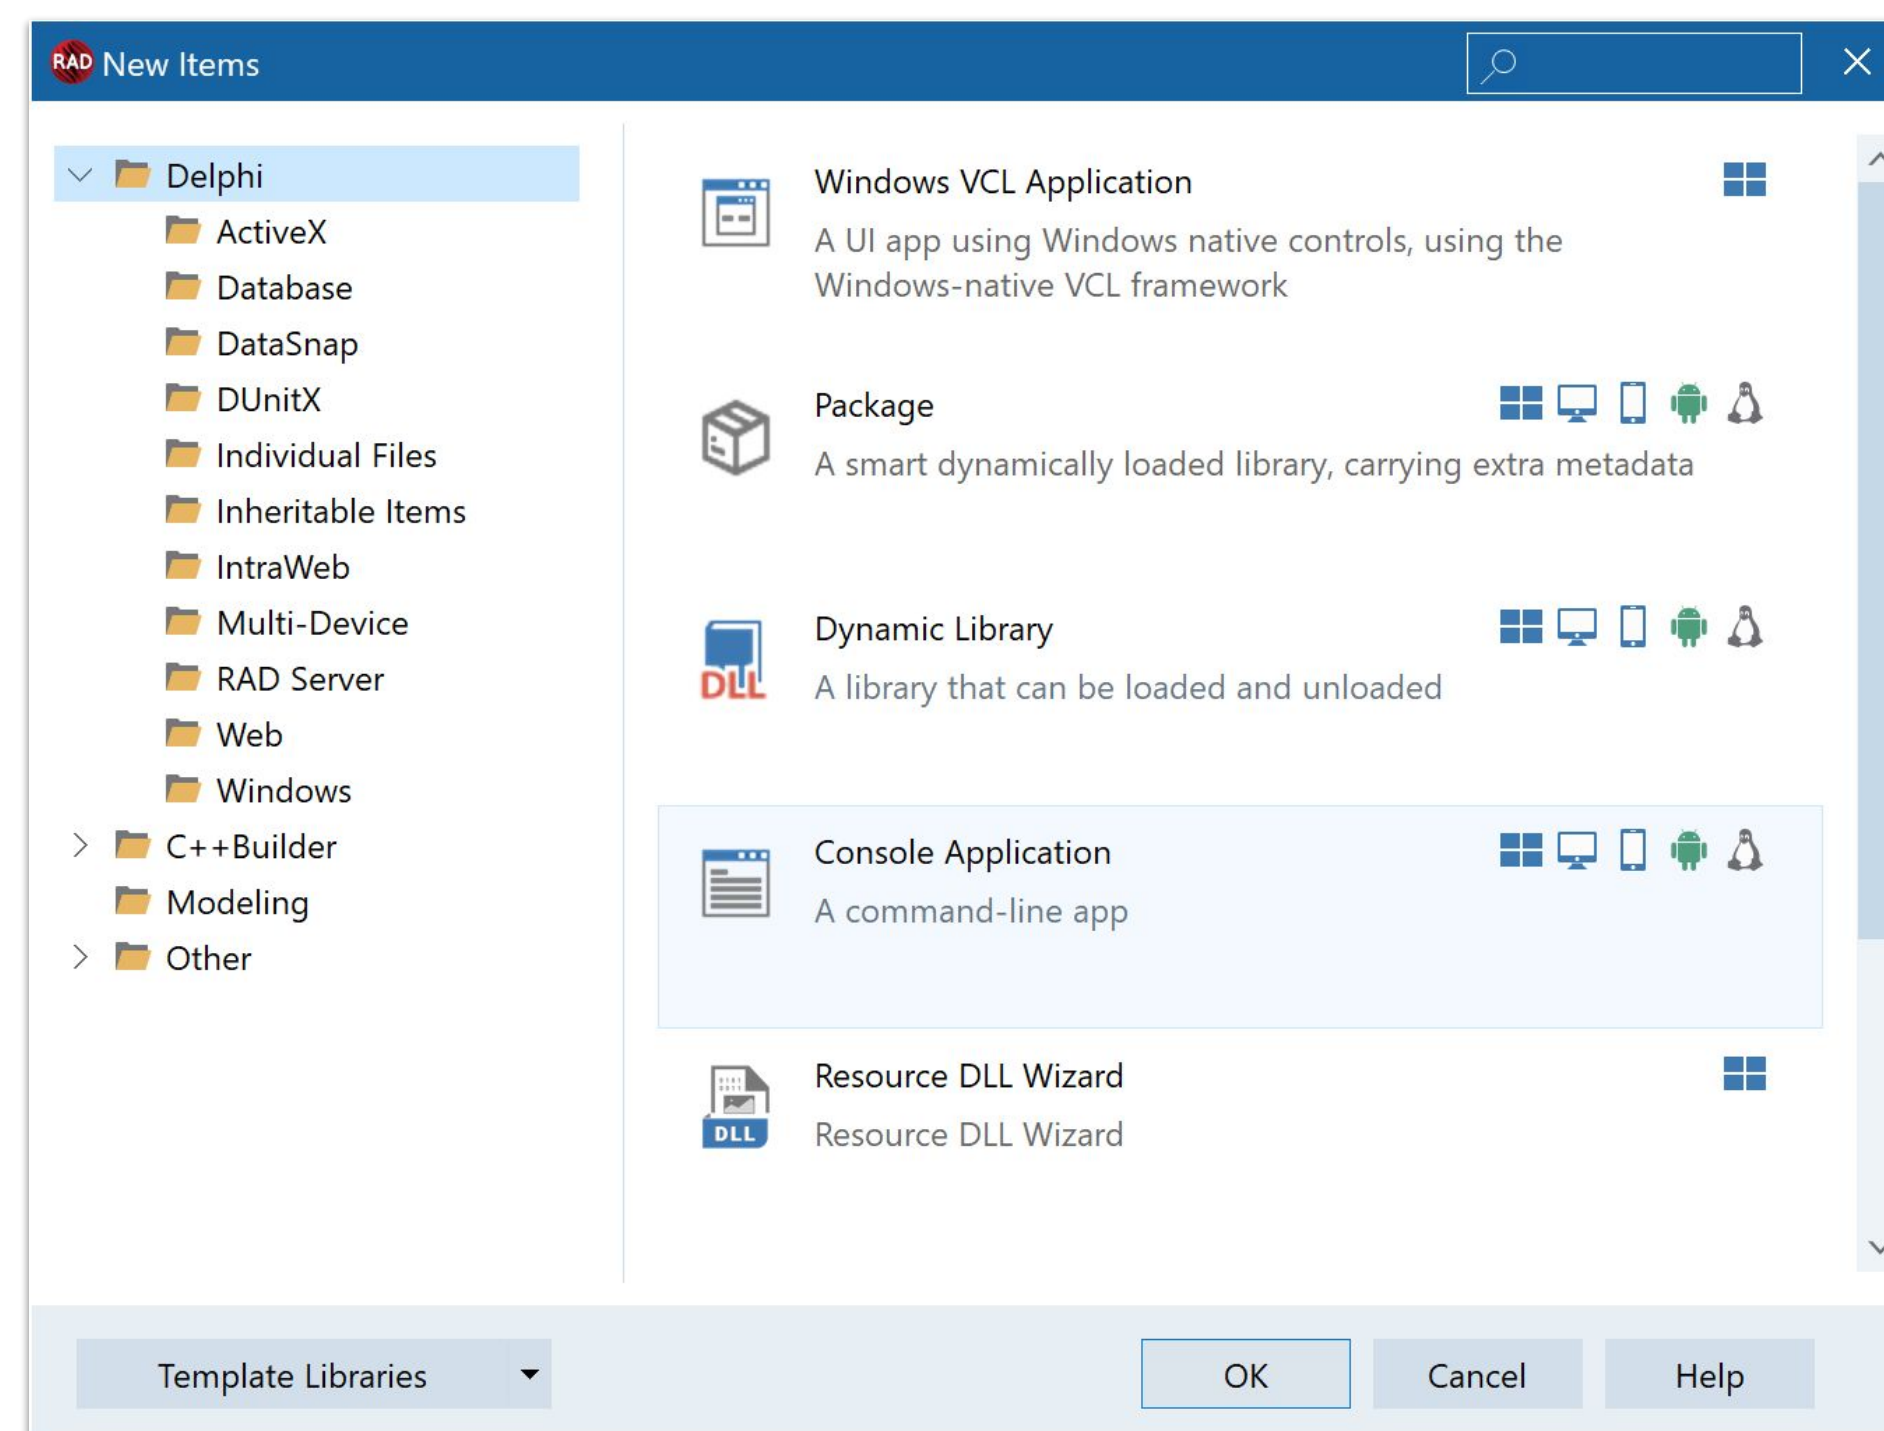 RAD New Items
Delphi
ActiveX
Database
DataSnap
DUnitX
Individual Files
Inheritable Items
IntraWeb
Multi-Device
RAD Server
Web
Windows
C++Builder
Modeling
Other
Windows VCL Application
A UI app using Windows native controls, using the
Windows-native VCL framework
Package
A smart dynamically loaded library, carrying extra metadata
DLL
Dynamic Library
A library that can be loaded and unloaded
Console Application
A command-line app
DLL
Resource DLL Wizard
Resource DLL Wizard
Template Libraries
OK
Cancel
Help